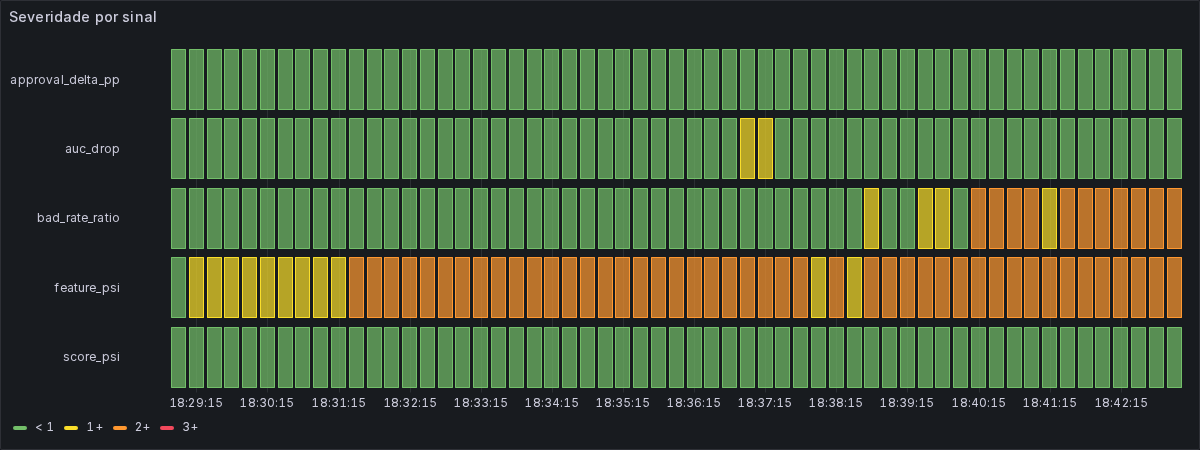 Severidade por sinal
approval_delta_pp
auc_drop
bad_rate_ratio
feature_psi
score_psi
18:29:15 18:30:15 18:31:15 18:32:15 18:33:15 18:34:15 18:35:15 18:36:15 18:37:15 18:38:15 18:39:15 18:40:15 18:41:15 18:42:15
< 1 1+ 2+ 3+